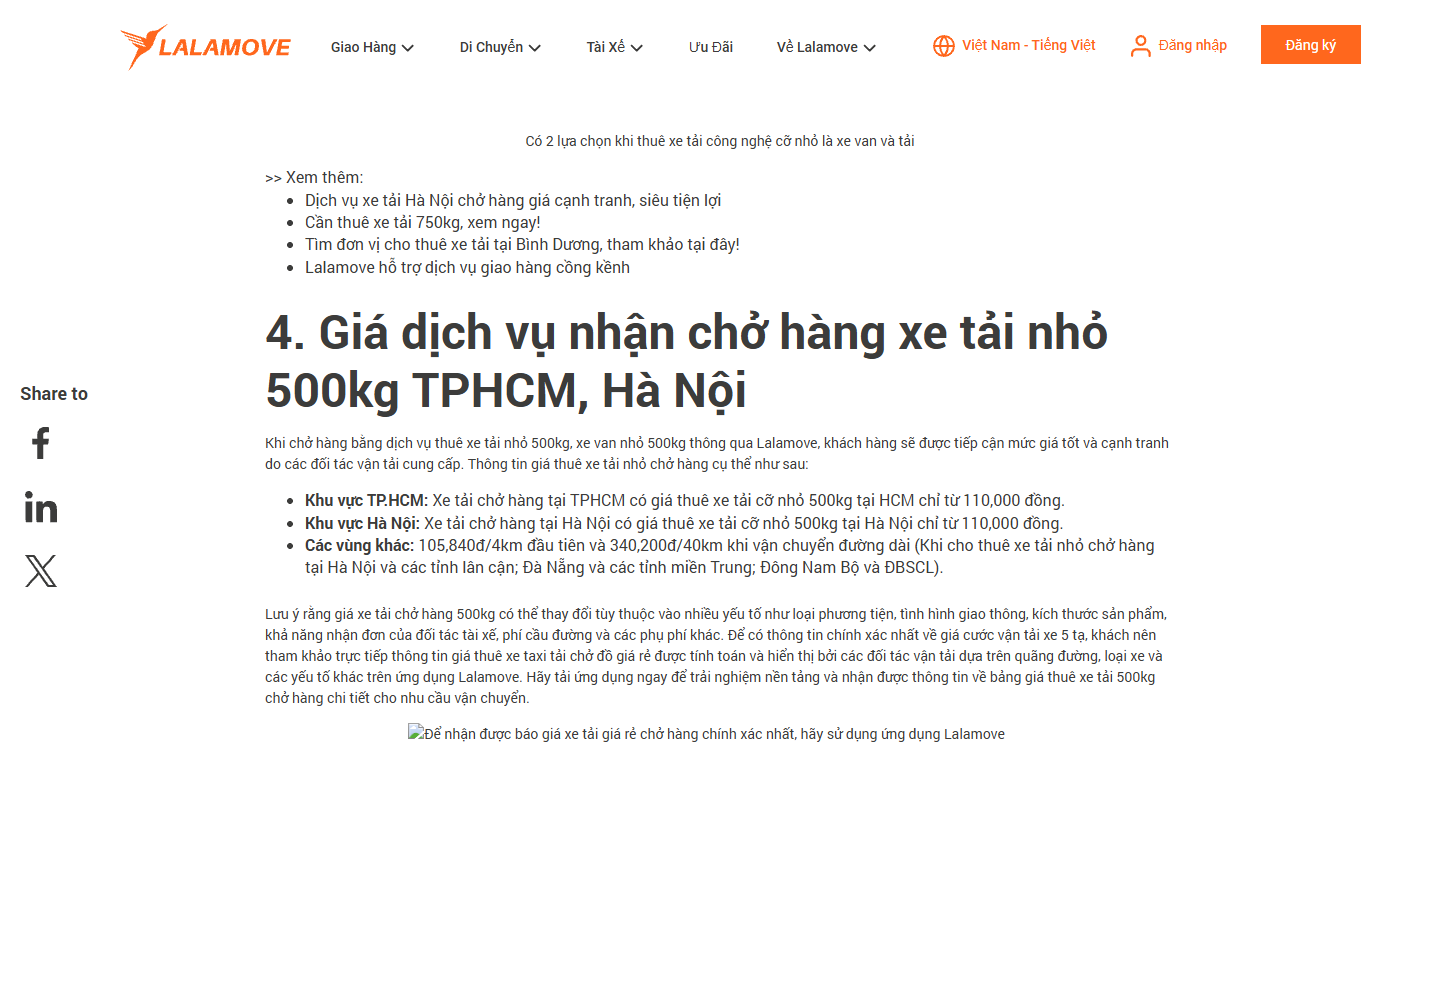 LALAMOVE
Giao Hàng
Di Chuyển
Tài Xế
Ưu Đãi
Về Lalamove
Việt Nam - Tiếng Việt
Đăng nhập
Đăng ký
Có 2 lựa chọn khi thuê xe tải công nghệ cỡ nhỏ là xe van và tải
>> Xem thêm:
Dịch vụ xe tải Hà Nội chở hàng giá cạnh tranh, siêu tiện lợi
Cần thuê xe tải 750kg, xem ngay!
Tìm đơn vị cho thuê xe tải tại Bình Dương, tham khảo tại đây!
Lalamove hỗ trợ dịch vụ giao hàng cồng kềnh
4. Giá dịch vụ nhận chở hàng xe tải nhỏ
500kg TPHCM, Hà Nội
Share to
Khi chở hàng bằng dịch vụ thuê xe tải nhỏ 500kg, xe van nhỏ 500kg thông qua Lalamove, khách hàng sẽ được tiếp cận mức giá tốt và cạnh tranh
do các đối tác vận tải cung cấp. Thông tin giá thuê xe tải nhỏ chở hàng cụ thể như sau:
Khu vực TP.HCM: Xe tải chở hàng tại TPHCM có giá thuê xe tải cỡ nhỏ 500kg tại HCM chỉ từ 110,000 đồng.
Khu vực Hà Nội: Xe tải chở hàng tại Hà Nội có giá thuê xe tải cỡ nhỏ 500kg tại Hà Nội chỉ từ 110,000 đồng.
Các vùng khác: 105,840đ/4km đầu tiên và 340,200đ/40km khi vận chuyển đường dài (Khi cho thuê xe tải nhỏ chở hàng
tại Hà Nội và các tỉnh lân cận; Đà Nẵng và các tỉnh miền Trung; Đông Nam Bộ và ĐBSCL).
Lưu ý rằng giá xe tải chở hàng 500kg có thể thay đổi tùy thuộc vào nhiều yếu tố như loại phương tiện, tình hình giao thông, kích thước sản phẩm,
khả năng nhận đơn của đối tác tài xế, phí cầu đường và các phụ phí khác. Để có thông tin chính xác nhất về giá cước vận tải xe 5 tạ, khách nên
tham khảo trực tiếp thông tin giá thuê xe taxi tải chở đồ giá rẻ được tính toán và hiển thị bởi các đối tác vận tải dựa trên quãng đường, loại xe và
các yếu tố khác trên ứng dụng Lalamove. Hãy tải ứng dụng ngay để trải nghiệm nền tảng và nhận được thông tin về bảng giá thuê xe tải 500kg
chở hàng chi tiết cho nhu cầu vận chuyển.
Để nhận được báo giá xe tải giá rẻ chở hàng chính xác nhất, hãy sử dụng ứng dụng Lalamove